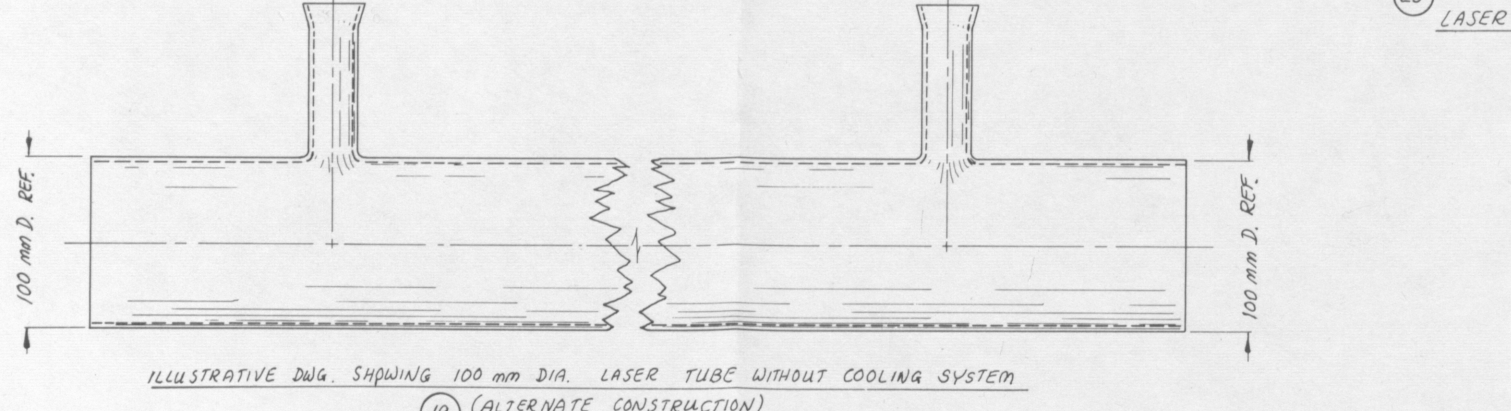 LASER
100 mm D. REF.
100 mm D. REF.
ILLUSTRATIVE DWG. SHOWING 100 mm DIA. LASER TUBE WITHOUT COOLING SYSTEM
(ALTERNATE CONSTRUCTION)